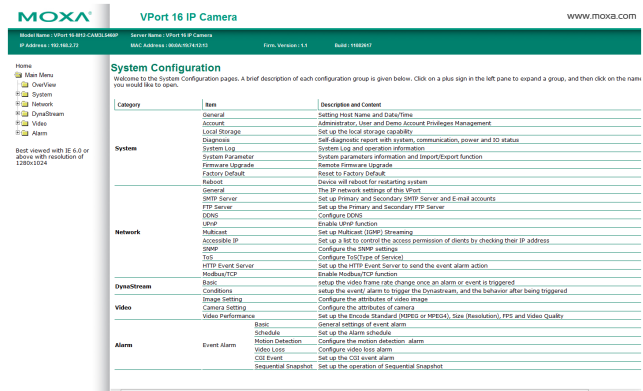 MOXA
VPort 16 IP Camera
www.moxa.com
Model Name : VPort 16-M12-CAM3L5460P Server Name : VPort 16 IP Camera
IP Address : 192.168.2.73 MAC Address : 00:6A:19:74:12:12 Firm. Version : 1.1 Build : 11082617
Home
Main Menu
OverView
System
Network
DynaStream
Video
Alarm
Best viewed with IE 6.0 or
above with resolution of
1280x1024
System Configuration
Welcome to the System Configuration pages. A brief description of each configuration group is given below. Click on a plus sign in the left pane to expand a group, and then click on the name
you would like to open.
Category Item Description and Content
System
General Setting Host Name and Date/Time
Account Administrator, User and Demo Account Privileges Management
Local Storage Set up the local storage capability
Diagnosis Self-diagnostic report with system, communication, power and IO status
System Log System Log and operation information
System Parameter System parameters information and Import/Export function
Firmware Upgrade Remote Firmware Upgrade
Factory Default Reset to Factory Default
Reboot Device will reboot for restarting system
Network
General The IP network settings of this VPort
SMTP Server Set up Primary and Secondary SMTP Server and E-mail accounts
FTP Server Set up the Primary and Secondary FTP Server
DDNS Configure DDNS
UPnP Enable UPnP function
Multicast Set up Multicast (IGMP) Streaming
Accessible IP Set up a list to control the access permission of clients by checking their IP address
SNMP Configure the SNMP settings
ToS Configure ToS(Type of Service)
HTTP Event Server Set up the HTTP Event Server to send the event alarm action
Modbus/TCP Enable Modbus/TCP function
DynaStream
Basic setup the video frame rate change once an alarm or event is triggered
Conditions setup the event/ alarm to trigger the Dynastream, and the behavior after being triggered
Video
Image Setting Configure the attributes of video image
Camera Setting Configure the attributes of camera
Video Performance Set up the Encode Standard (MJPEG or MPEG4), Size (Resolution), FPS and Video Quality
Alarm
Event Alarm
Basic General settings of event alarm
Schedule Set up the Alarm schedule
Motion Detection Configure the motion detection alarm
Video Loss Configure video loss alarm
CGI Event Set up the CGI event alarm
Sequential Snapshot Set up the operation of Sequential Snapshot